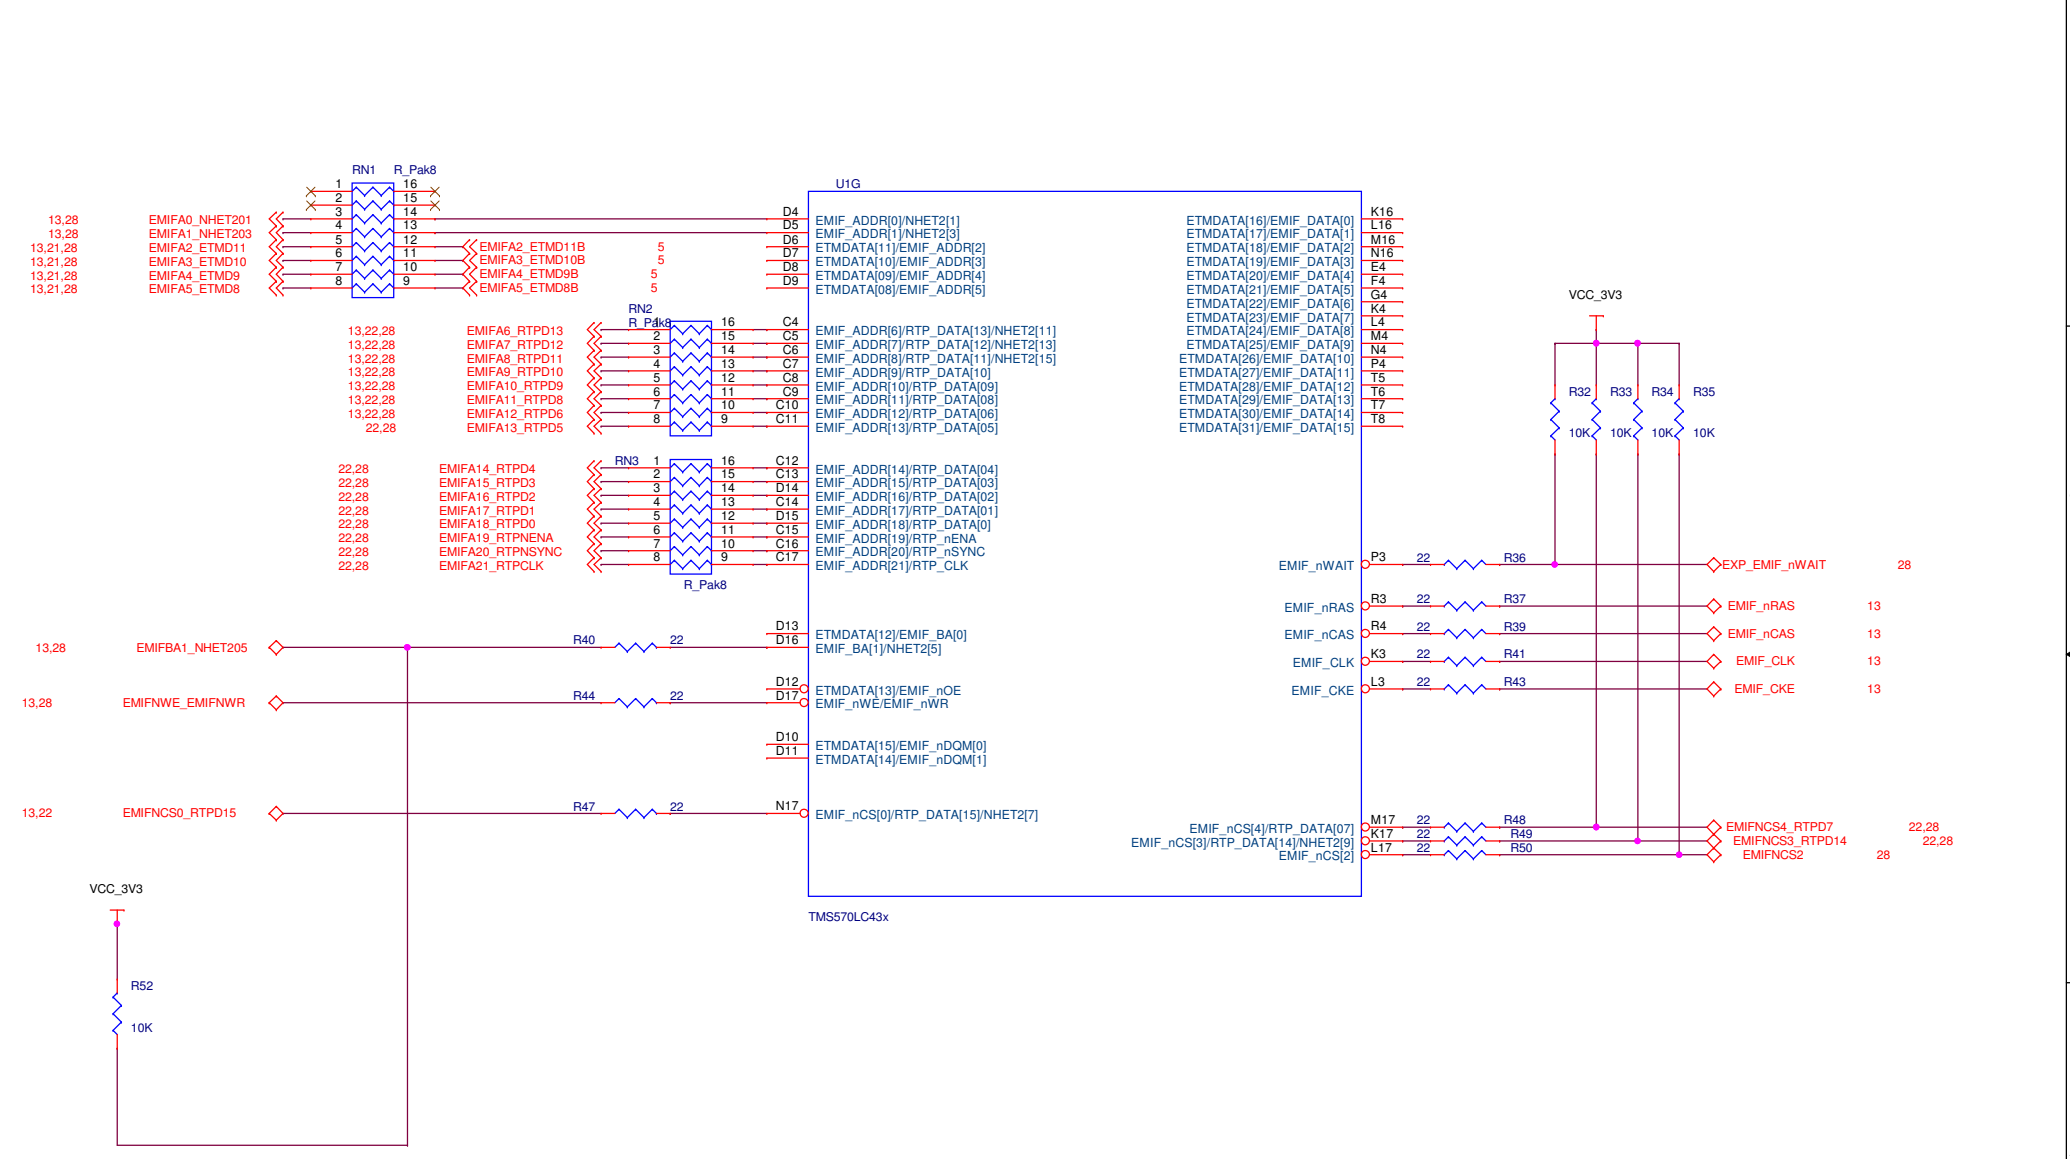 RN1 R_Pak8
1 16
2 15
13,28 EMIFA0_NHET201 3 14
13,28 EMIFA1_NHET203 4 13
13,21,28 EMIFA2_ETMD11 5 12 EMIFA2_ETMD11B 5
13,21,28 EMIFA3_ETMD10 6 11 EMIFA3_ETMD10B 5
13,21,28 EMIFA4_ETMD9 7 10 EMIFA4_ETMD9B 5
13,21,28 EMIFA5_ETMD8 8 9 EMIFA5_ETMD8B 5
RN2
R_Pak8
13,22,28 EMIFA6_RTPD13 1 16
13,22,28 EMIFA7_RTPD12 2 15
13,22,28 EMIFA8_RTPD11 3 14
13,22,28 EMIFA9_RTPD10 4 13
13,22,28 EMIFA10_RTPD9 5 12
13,22,28 EMIFA11_RTPD8 6 11
13,22,28 EMIFA12_RTPD6 7 10
22,28 EMIFA13_RTPD5 8 9
RN3
22,28 EMIFA14_RTPD4 1 16
22,28 EMIFA15_RTPD3 2 15
22,28 EMIFA16_RTPD2 3 14
22,28 EMIFA17_RTPD1 4 13
22,28 EMIFA18_RTPD0 5 12
22,28 EMIFA19_RTPNENA 6 11
22,28 EMIFA20_RTPNSYNC 7 10
22,28 EMIFA21_RTPCLK 8 9
R_Pak8
13,28 EMIFBA1_NHET205 R40 22
13,28 EMIFNWE_EMIFNWR R44 22
13,22 EMIFNCS0_RTPD15 R47 22
VCC_3V3
R52
10K
U1G
D4 EMIF_ADDR[0]/NHET2[1]
D5 EMIF_ADDR[1]/NHET2[3]
D6 ETMDATA[11]/EMIF_ADDR[2]
D7 ETMDATA[10]/EMIF_ADDR[3]
D8 ETMDATA[09]/EMIF_ADDR[4]
D9 ETMDATA[08]/EMIF_ADDR[5]
C4 EMIF_ADDR[6]/RTP_DATA[13]/NHET2[11]
C5 EMIF_ADDR[7]/RTP_DATA[12]/NHET2[13]
C6 EMIF_ADDR[8]/RTP_DATA[11]/NHET2[15]
C7 EMIF_ADDR[9]/RTP_DATA[10]
C8 EMIF_ADDR[10]/RTP_DATA[09]
C9 EMIF_ADDR[11]/RTP_DATA[08]
C10 EMIF_ADDR[12]/RTP_DATA[06]
C11 EMIF_ADDR[13]/RTP_DATA[05]
C12 EMIF_ADDR[14]/RTP_DATA[04]
C13 EMIF_ADDR[15]/RTP_DATA[03]
D14 EMIF_ADDR[16]/RTP_DATA[02]
C14 EMIF_ADDR[17]/RTP_DATA[01]
D15 EMIF_ADDR[18]/RTP_DATA[0]
C15 EMIF_ADDR[19]/RTP_nENA
C16 EMIF_ADDR[20]/RTP_nSYNC
C17 EMIF_ADDR[21]/RTP_CLK
D13 ETMDATA[12]/EMIF_BA[0]
D16 EMIF_BA[1]/NHET2[5]
D12 ETMDATA[13]/EMIF_nOE
D17 EMIF_nWE/EMIF_nWR
D10 ETMDATA[15]/EMIF_nDQM[0]
D11 ETMDATA[14]/EMIF_nDQM[1]
N17 EMIF_nCS[0]/RTP_DATA[15]/NHET2[7]
TMS570LC43x
ETMDATA[16]/EMIF_DATA[0] K16
ETMDATA[17]/EMIF_DATA[1] L16
ETMDATA[18]/EMIF_DATA[2] M16
ETMDATA[19]/EMIF_DATA[3] N16
ETMDATA[20]/EMIF_DATA[4] E4
ETMDATA[21]/EMIF_DATA[5] F4
ETMDATA[22]/EMIF_DATA[6] G4
ETMDATA[23]/EMIF_DATA[7] K4
ETMDATA[24]/EMIF_DATA[8] L4
ETMDATA[25]/EMIF_DATA[9] M4
ETMDATA[26]/EMIF_DATA[10] N4
ETMDATA[27]/EMIF_DATA[11] P4
ETMDATA[28]/EMIF_DATA[12] T5
ETMDATA[29]/EMIF_DATA[13] T6
ETMDATA[30]/EMIF_DATA[14] T7
ETMDATA[31]/EMIF_DATA[15] T8
VCC_3V3
R32 R33 R34 R35
10K 10K 10K 10K
EMIF_nWAIT P3 22 R36 EXP_EMIF_nWAIT 28
EMIF_nRAS R3 22 R37 EMIF_nRAS 13
EMIF_nCAS R4 22 R39 EMIF_nCAS 13
EMIF_CLK K3 22 R41 EMIF_CLK 13
EMIF_CKE L3 22 R43 EMIF_CKE 13
EMIF_nCS[4]/RTP_DATA[07] M17 22 R48 EMIFNCS4_RTPD7 22,28
EMIF_nCS[3]/RTP_DATA[14]/NHET2[9] K17 22 R49 EMIFNCS3_RTPD14 22,28
EMIF_nCS[2] L17 22 R50 EMIFNCS2 28